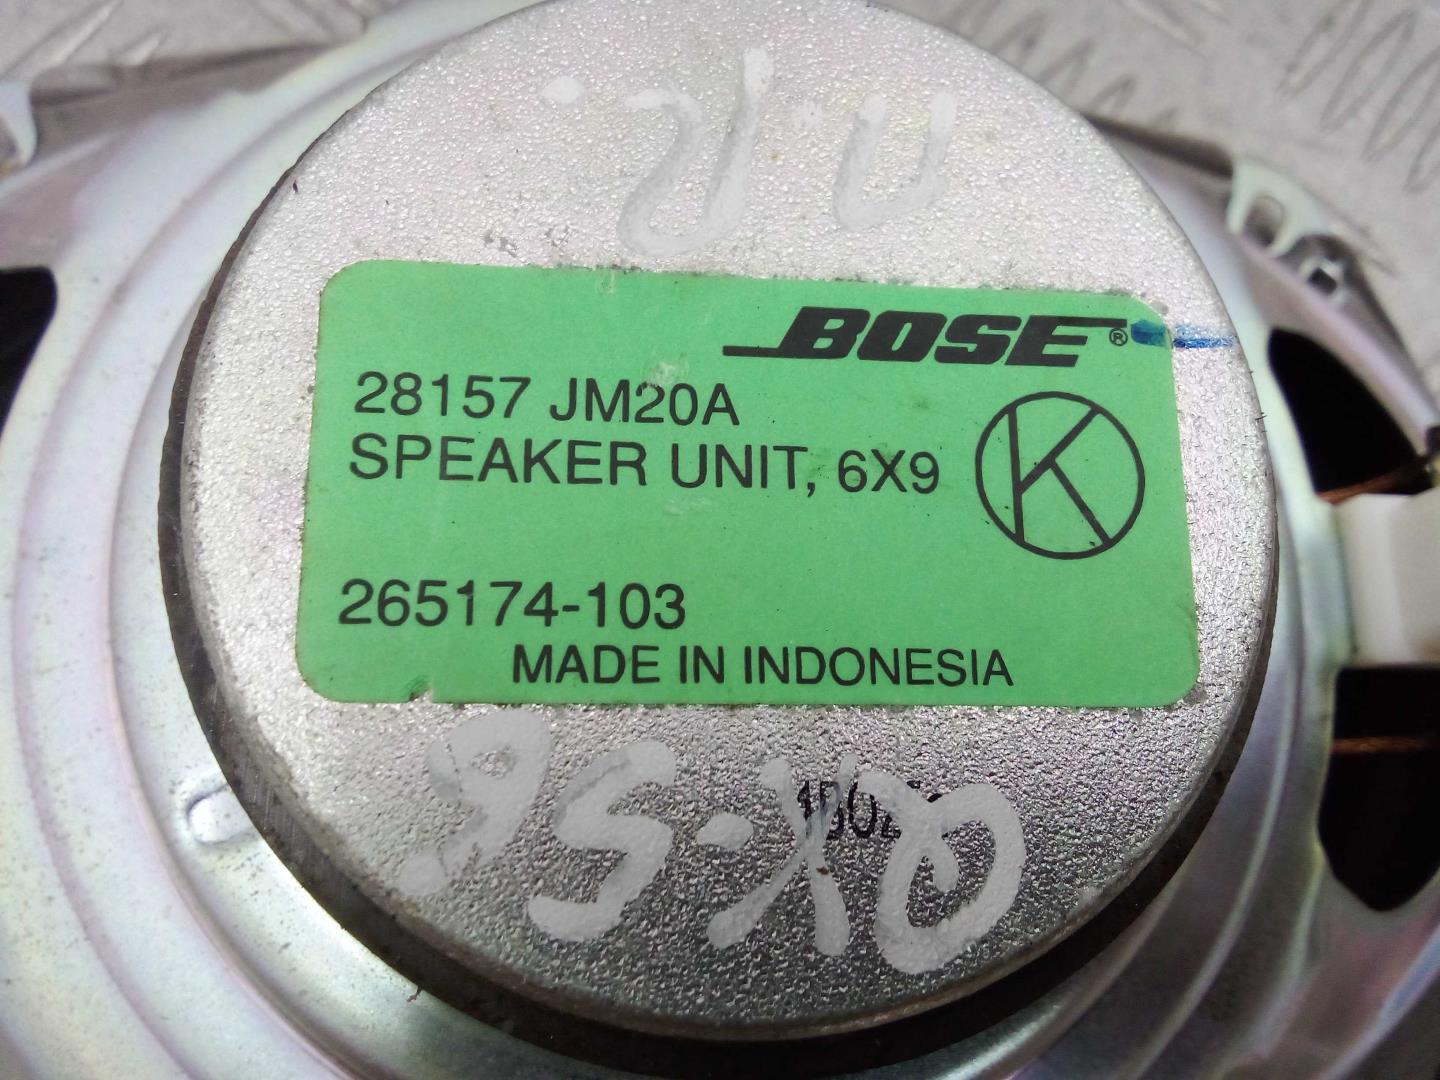 BOSE®
28157 JM20A
SPEAKER UNIT, 6X9
K
265174-103
MADE IN INDONESIA